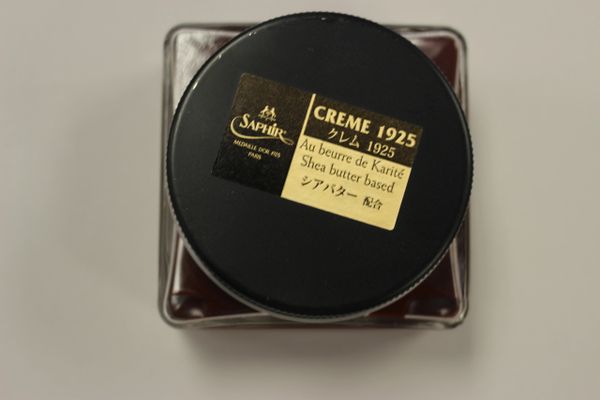 SAPHIR
MEDAILLE D'OR 1925
PARIS
CREME 1925
クレム 1925
Au beurre de Karité
Shea butter based
シアバター 配合